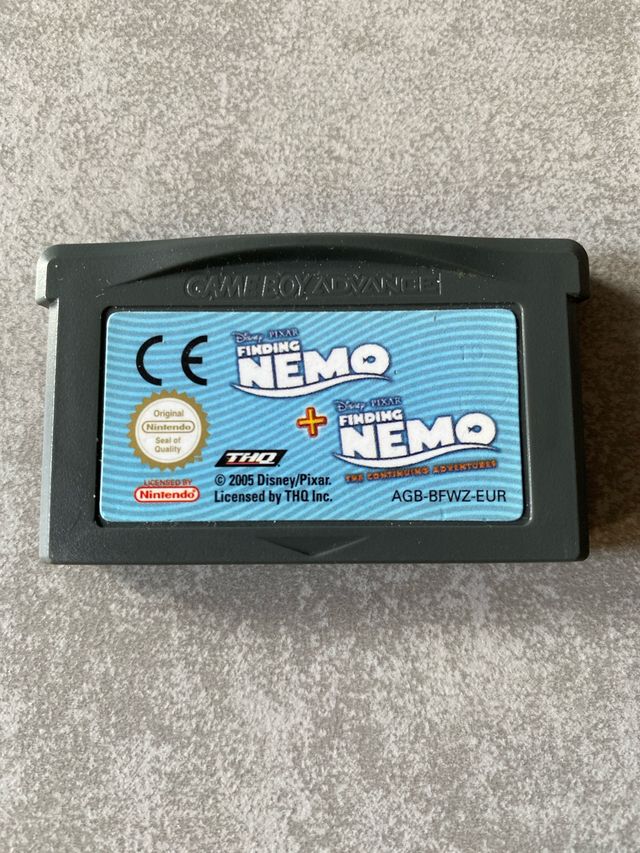 GAME BOY ADVANCE
CE
Disney PIXAR
FINDING
NEMO
+
Disney PIXAR
FINDING
NEMO
THE CONTINUING ADVENTURES
Original
Nintendo
Seal of
Quality
TM
LICENSED BY
Nintendo
THQ
© 2005 Disney/Pixar.
Licensed by THQ Inc.
AGB-BFWZ-EUR